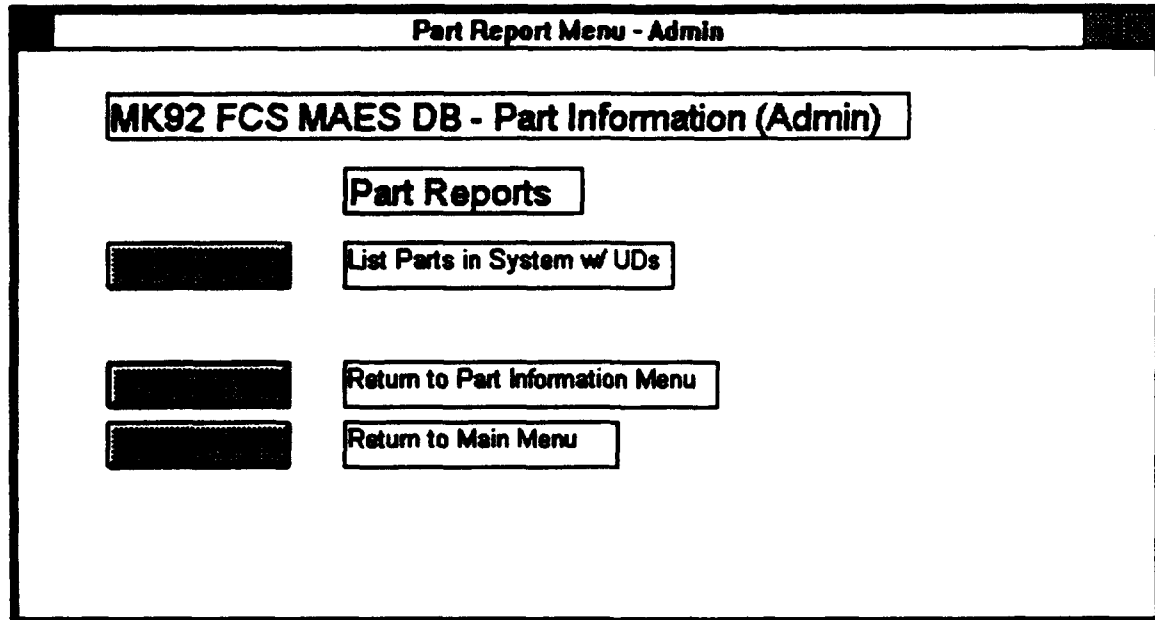 Part Report Menu - Admin
MK92 FCS MAES DB - Part Information (Admin)
Part Reports
List Parts in System w/ UDs
Return to Part Information Menu
Return to Main Menu